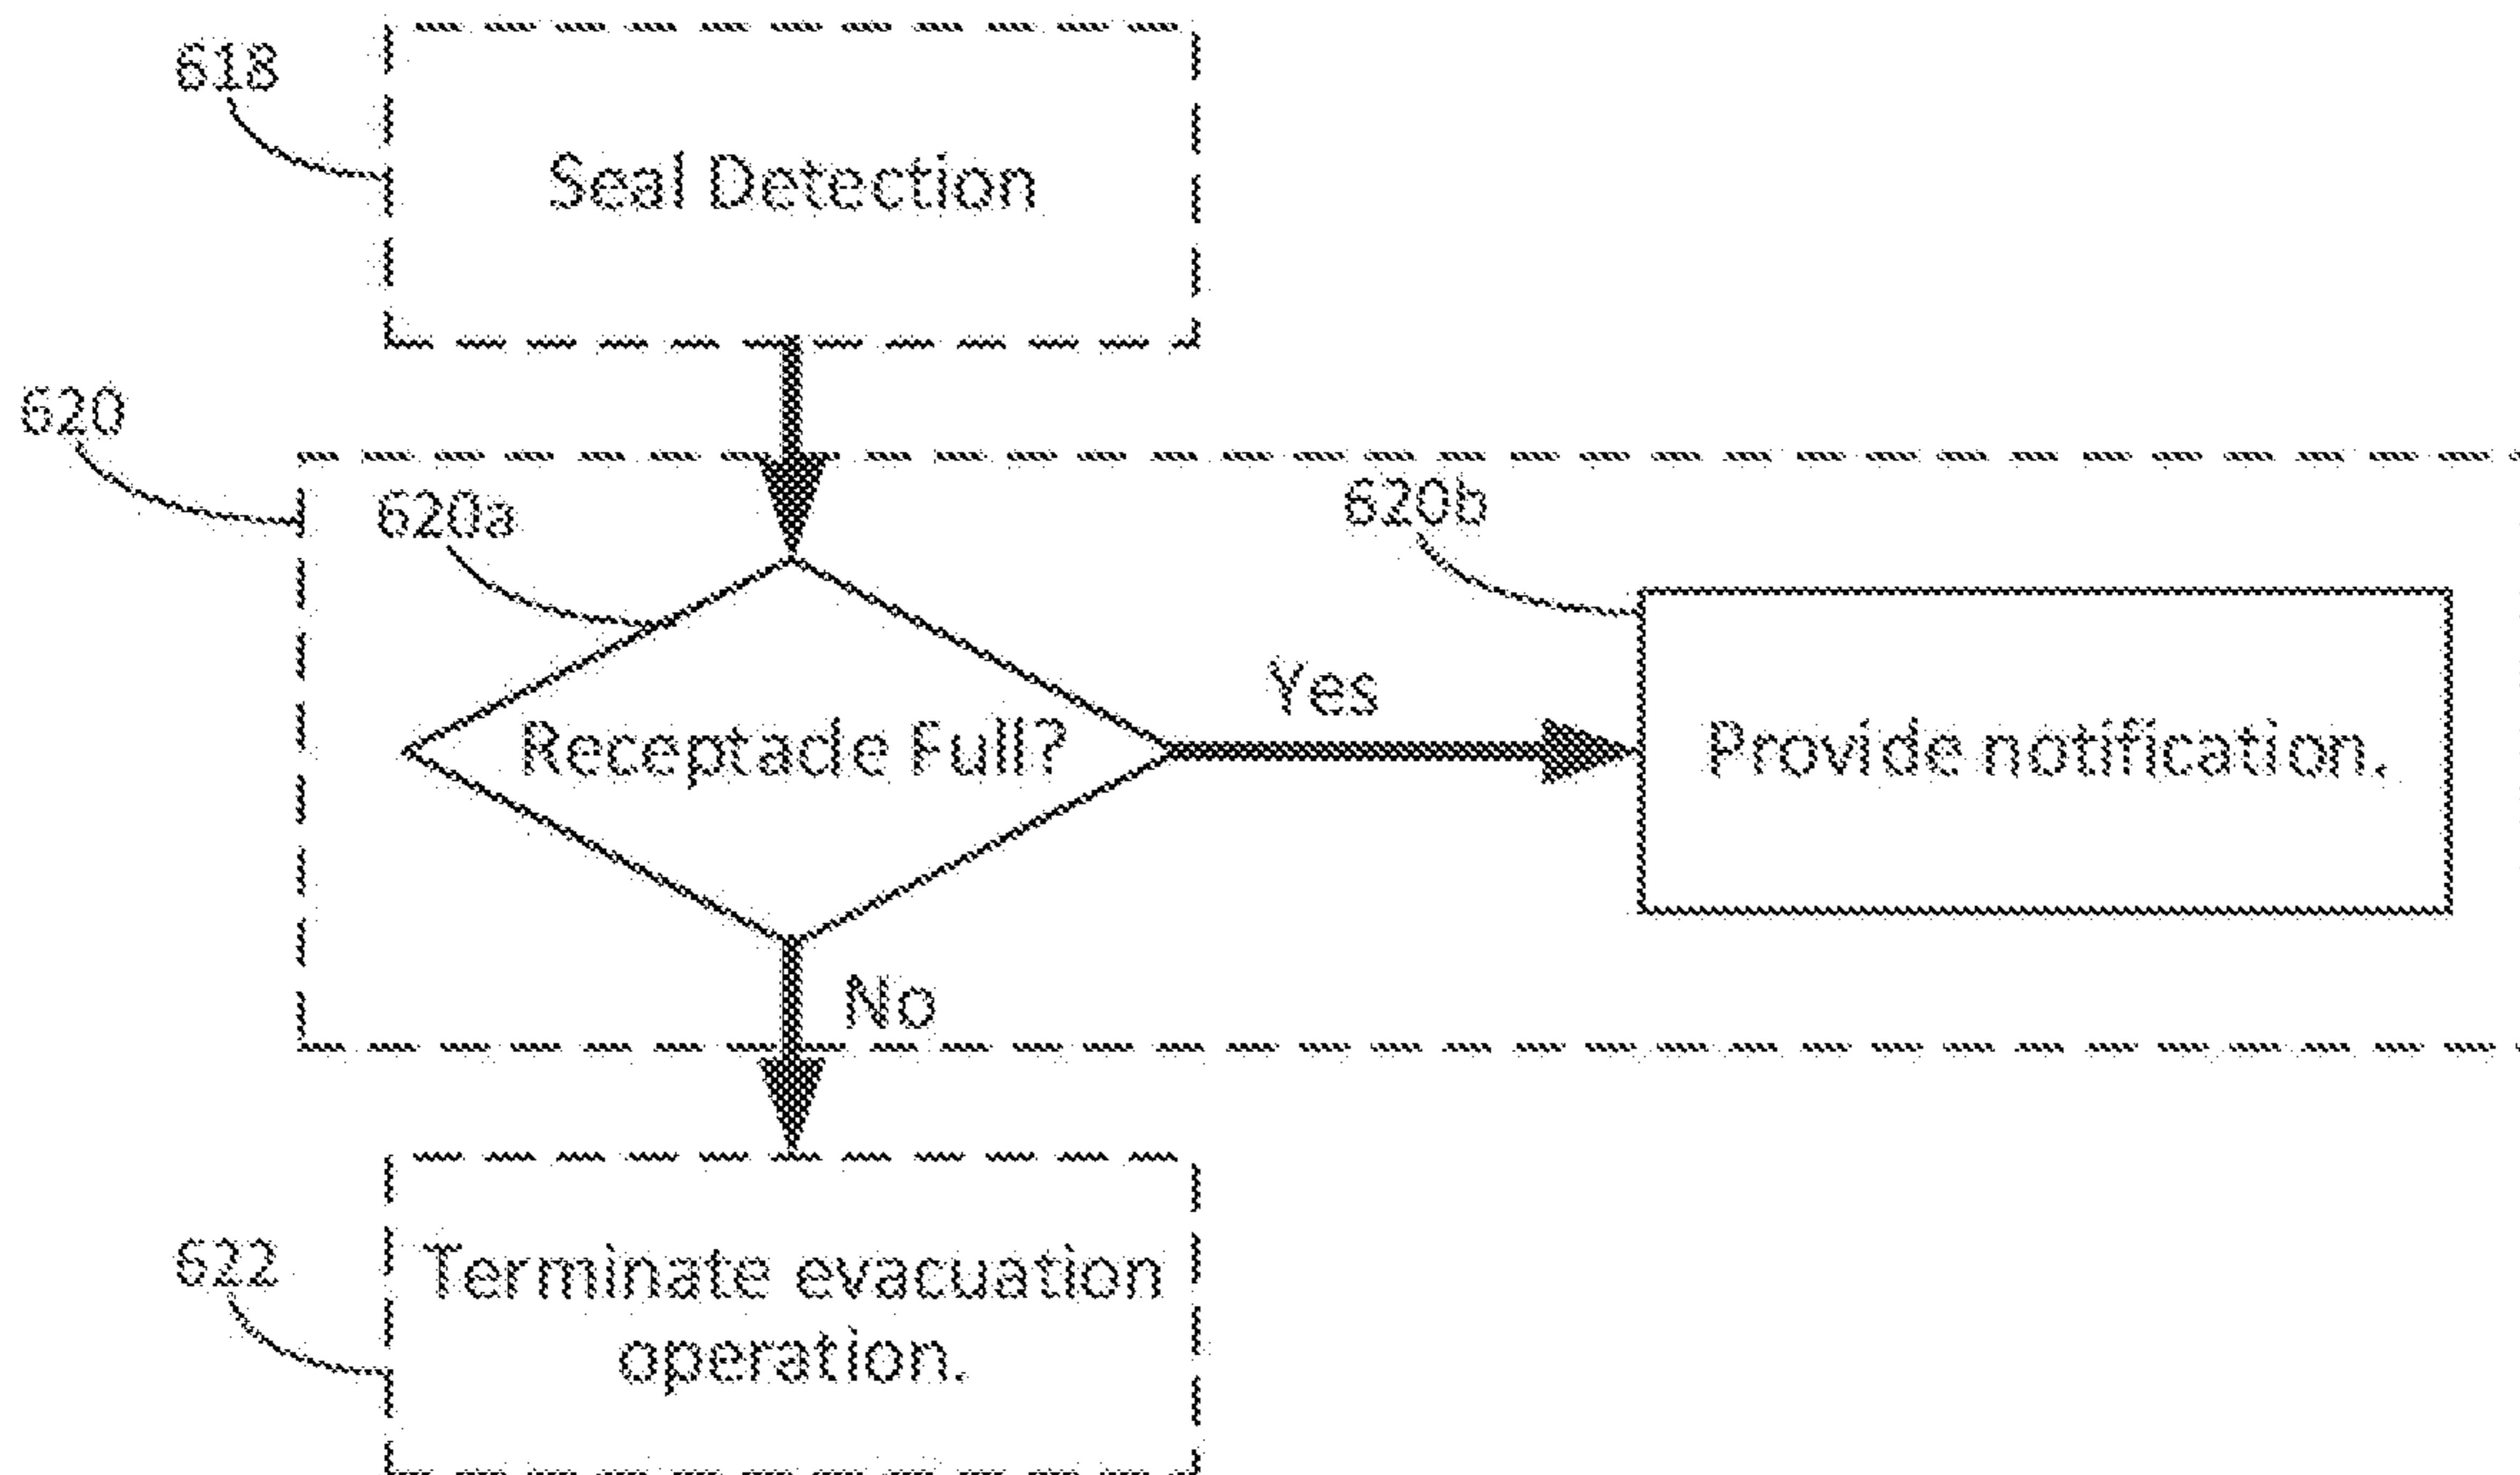 618
Seal Detection
620
620a
620b
Yes
Receptacle Full?
Provide notification.
No
622
Terminate evacuation
operation.